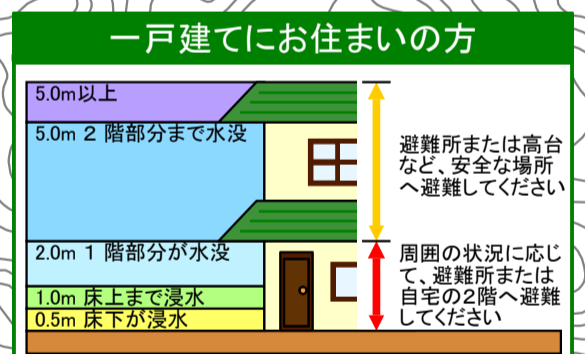 一戸建てにお住まいの方
5.0m以上
5.0m 2 階部分まで水没
避難所または高台
など、安全な場所
へ避難してください
2.0m 1 階部分が水没
1.0m 床上まで浸水
0.5m 床下が浸水
周囲の状況に応じ
て、避難所または
自宅の2階へ避難
してください